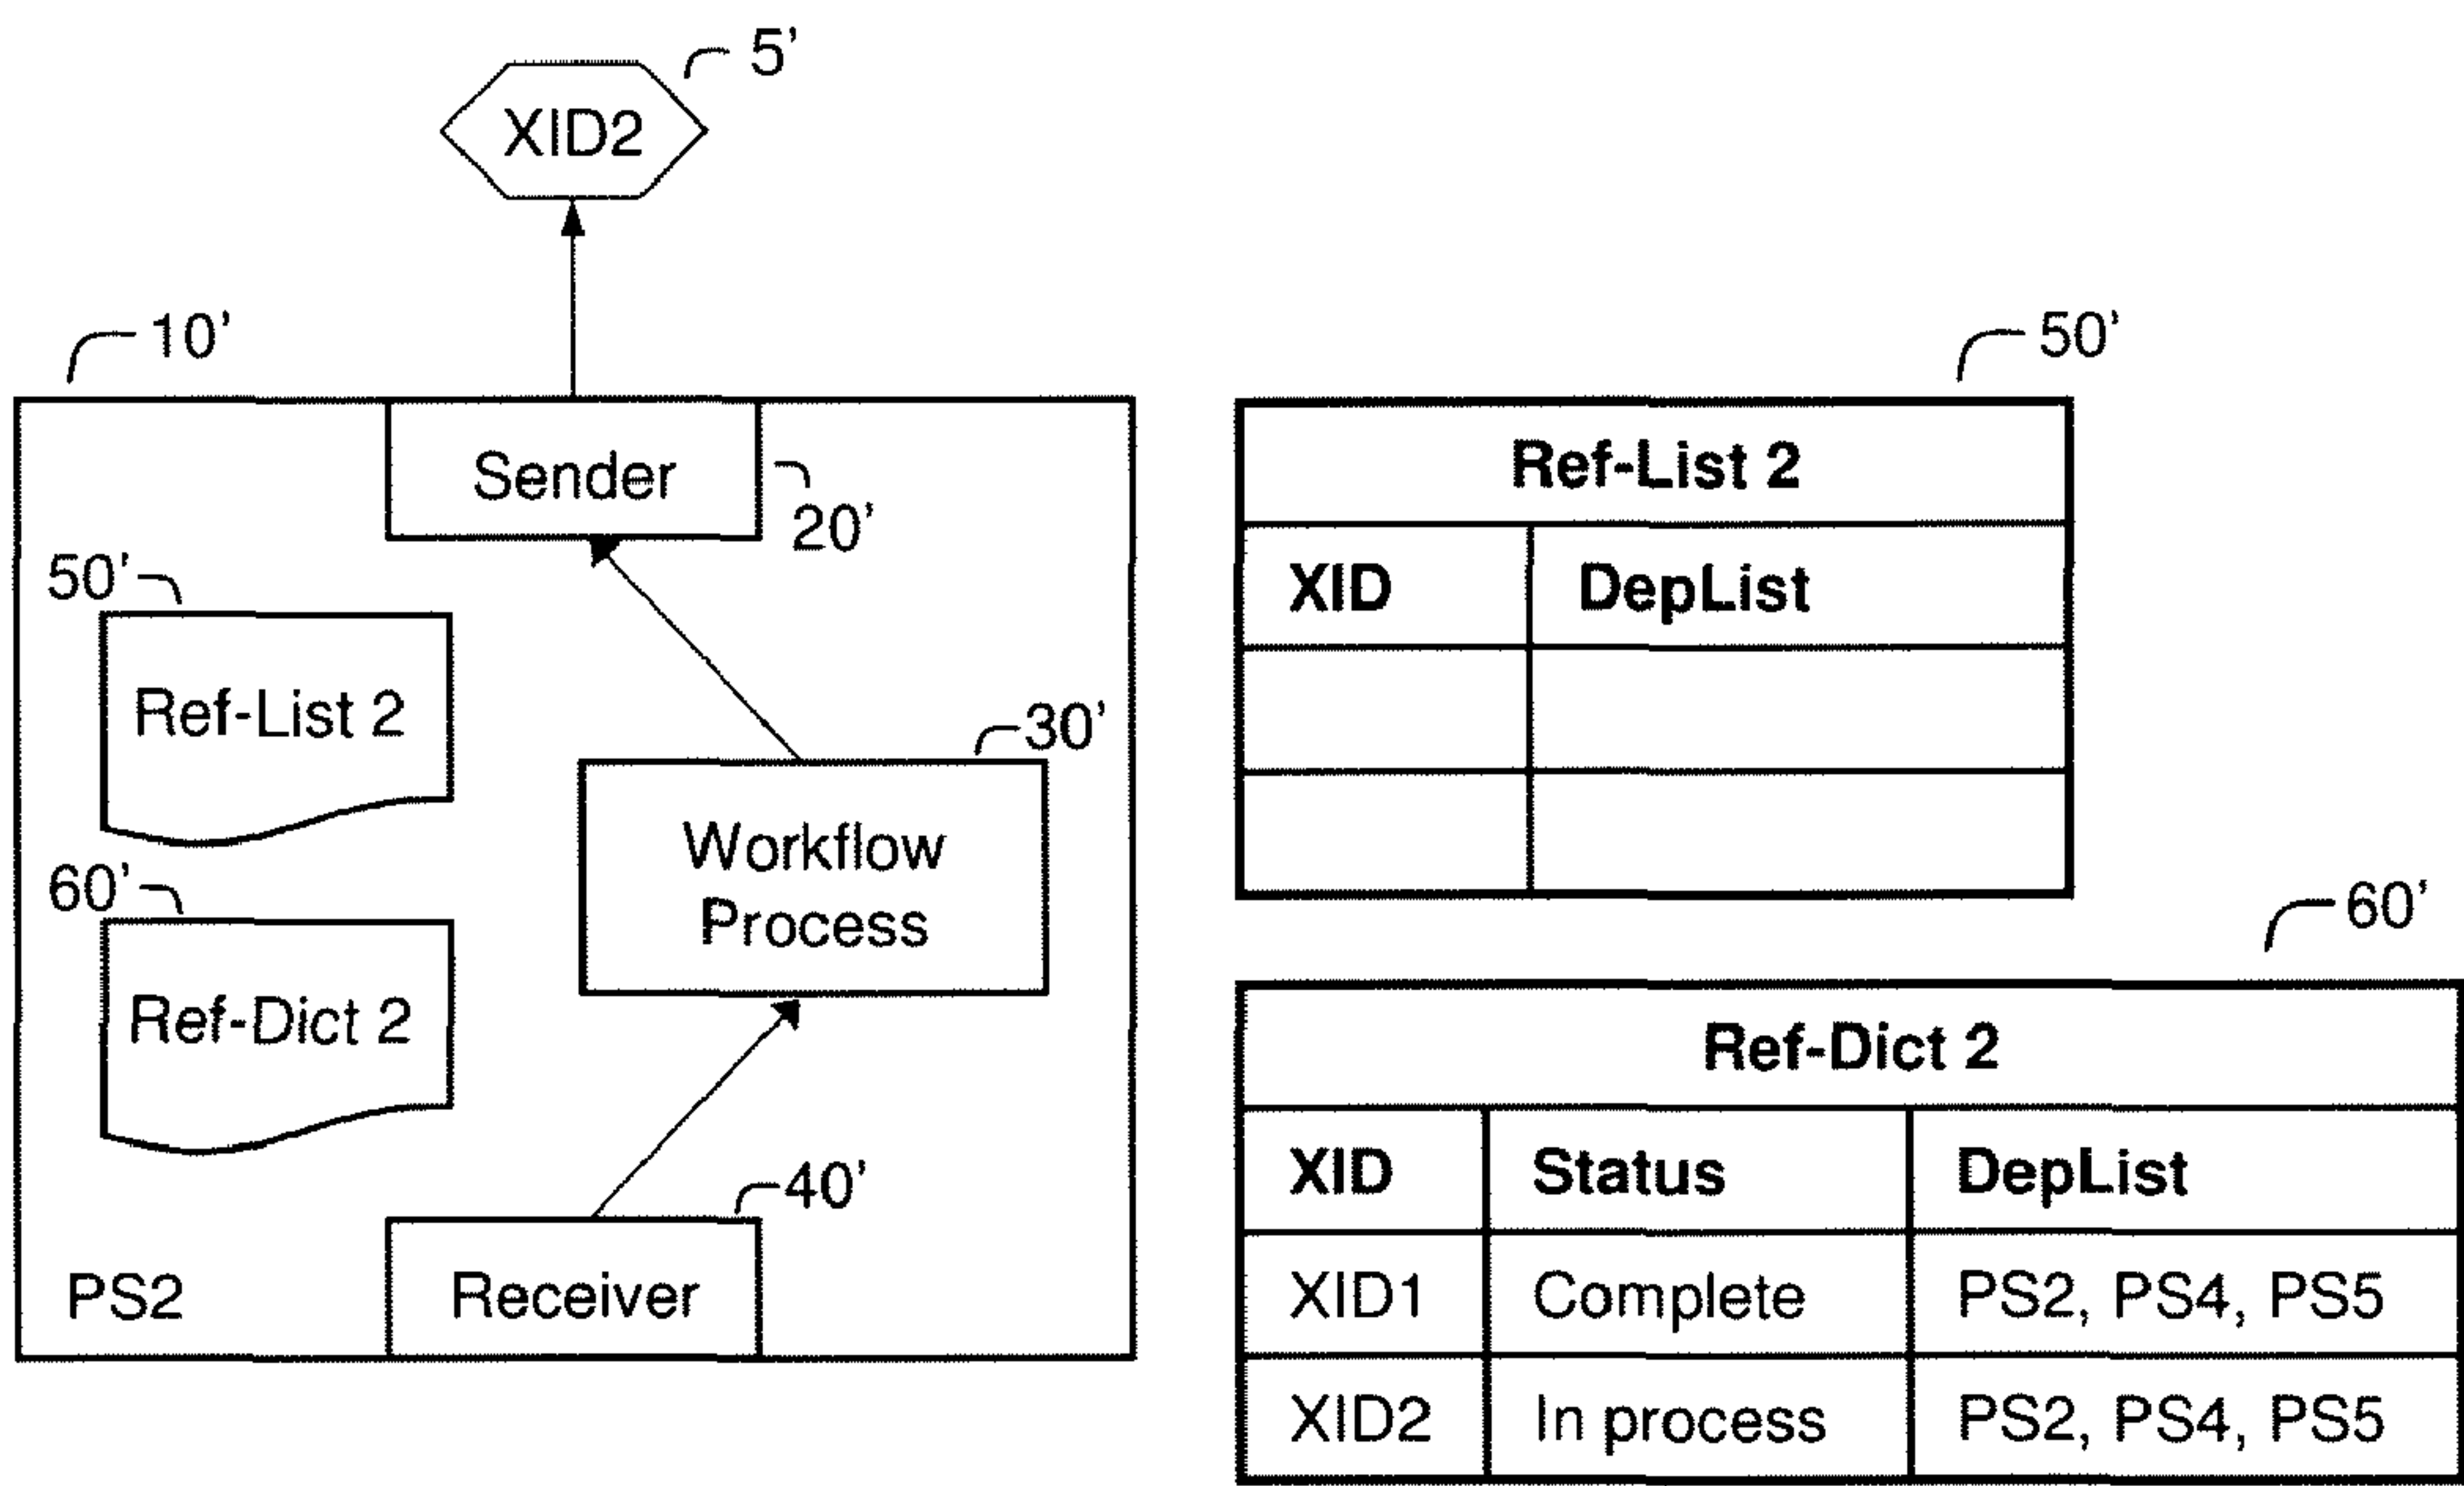 5'
XID2
10'
Sender
20'
50'
Ref-List 2
30'
Workflow
Process
60'
Ref-Dict 2
40'
PS2
Receiver
50'
Ref-List 2
XID DepList
60'
Ref-Dict 2
XID Status DepList
XID1 Complete PS2, PS4, PS5
XID2 In process PS2, PS4, PS5